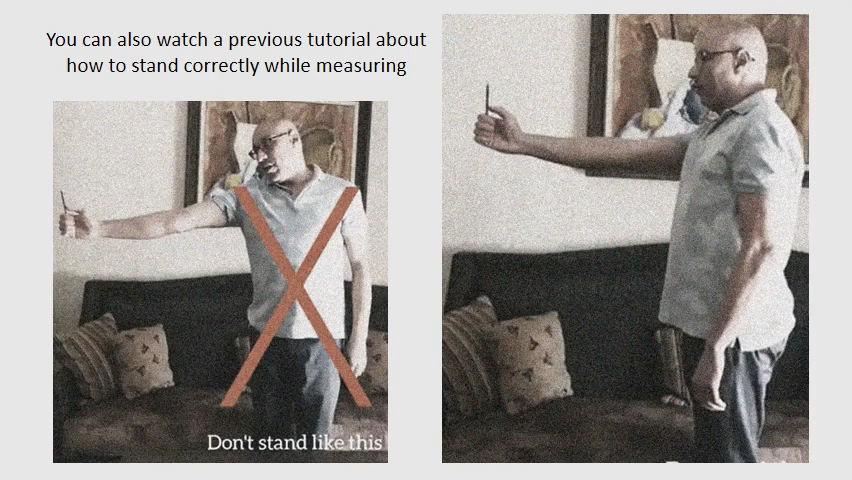 You can also watch a previous tutorial about
how to stand correctly while measuring
Don't stand like this